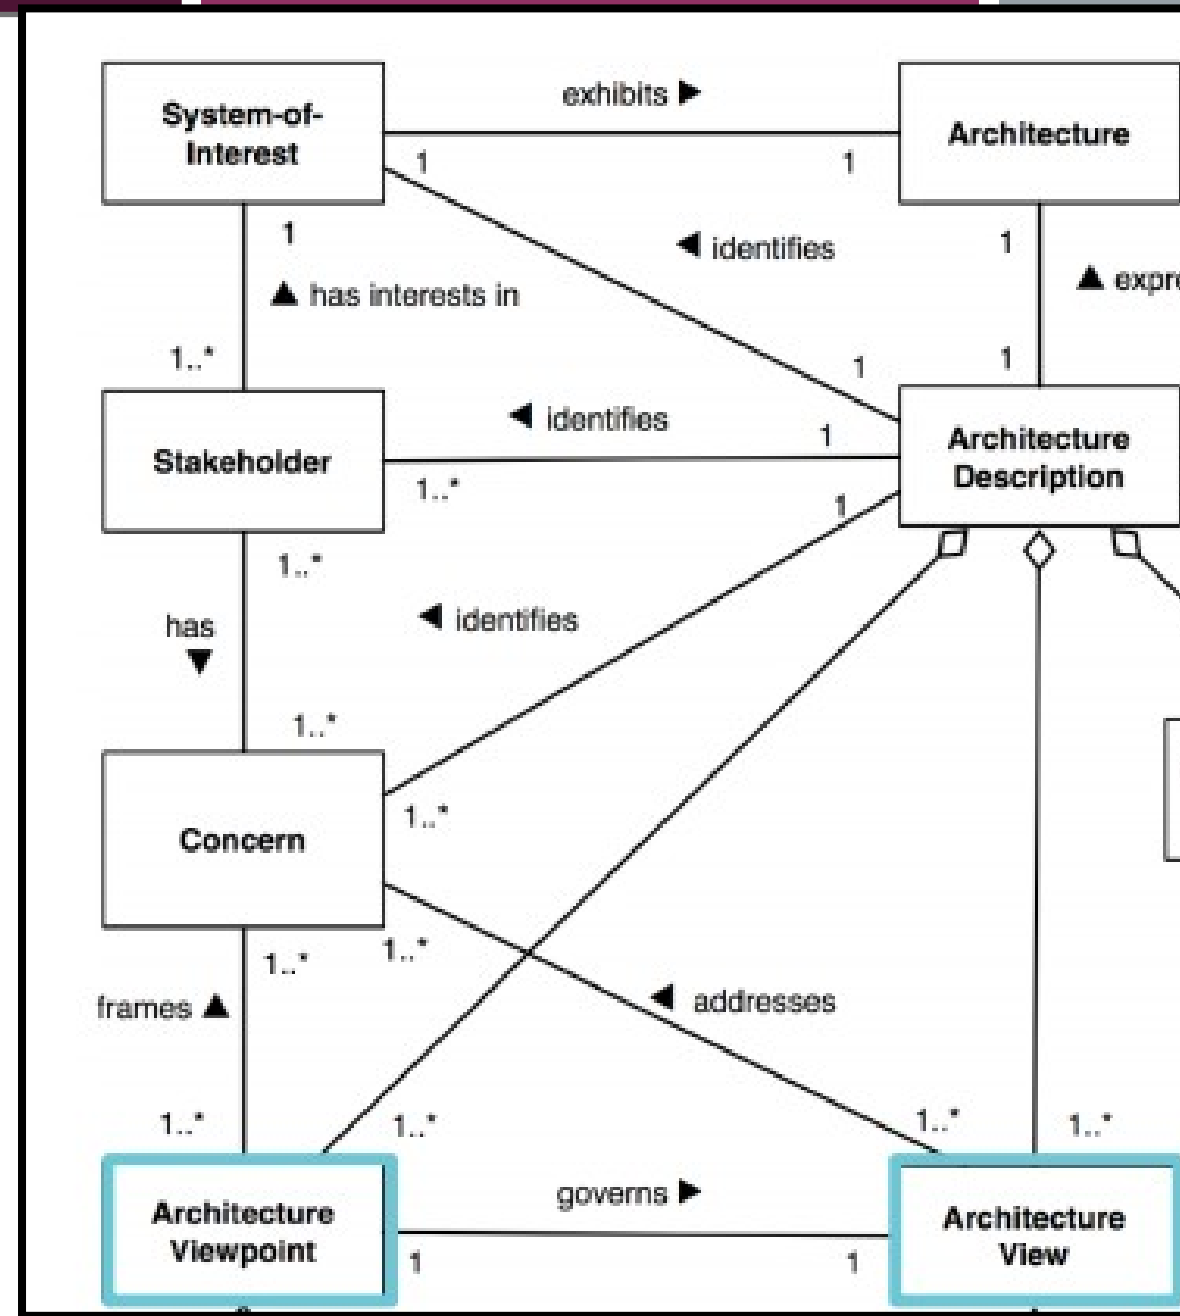 exhibits ►
System-of-
Interest
Architecture
1
1
1
◄ identifies
1
▲ has interests in
▲ expre
1..*
1
1
◄ identifies
1
Stakeholder
Architecture
Description
1..*
1
1..*
has
▼
◄ identifies
1..*
1..*
Concern
1..*
1..*
frames ▲
◄ addresses
1..*
1..*
1..*
1..*
governs ►
Architecture
Viewpoint
Architecture
View
1
1